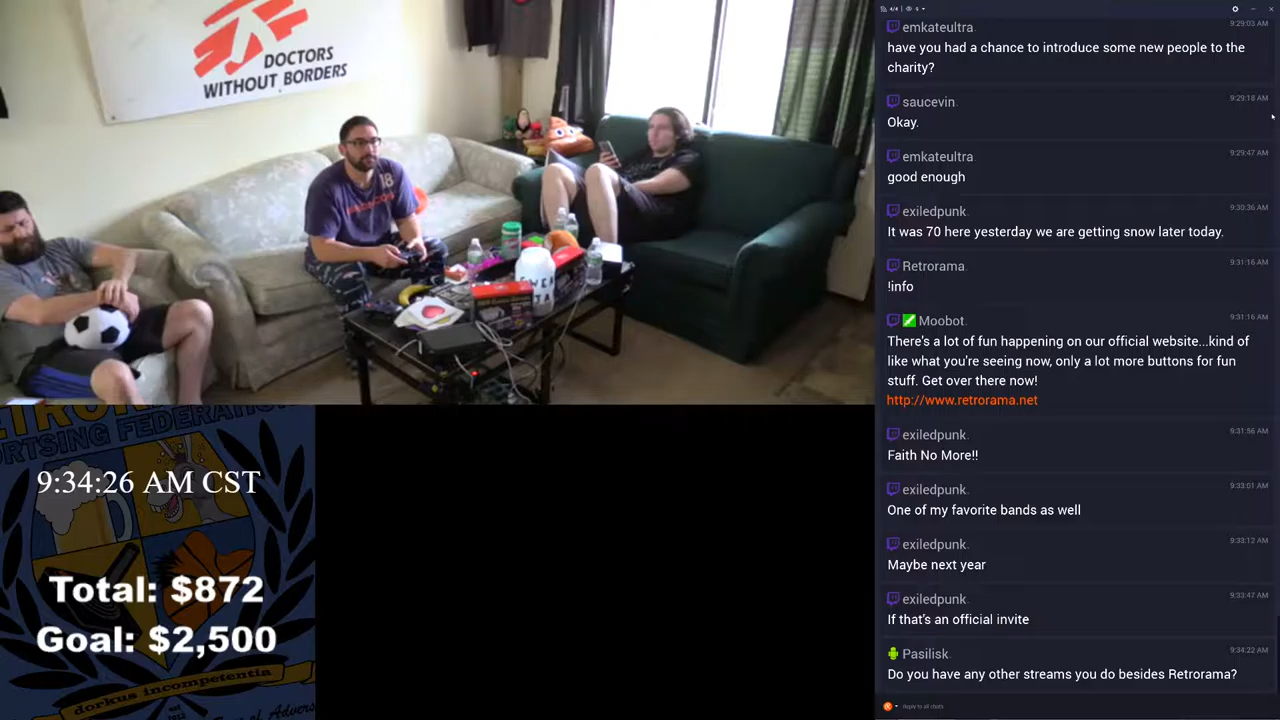 DOCTORS
WITHOUT BORDERS
18
9:34:26 AM CST
Total: $872
Goal: $2,500
dorkus incompetentia
4/4
emkateultra.
9:29:03 AM
have you had a chance to introduce some new people to the
charity?
saucevin.
9:29:18 AM
Okay.
emkateultra.
9:29:47 AM
good enough
exiledpunk.
9:30:36 AM
It was 70 here yesterday we are getting snow later today.
Retrorama.
9:31:16 AM
!info
Moobot.
9:31:16 AM
There's a lot of fun happening on our official website...kind of
like what you're seeing now, only a lot more buttons for fun
stuff. Get over there now!
http://www.retrorama.net
exiledpunk.
9:31:56 AM
Faith No More!!
exiledpunk.
9:33:01 AM
One of my favorite bands as well
exiledpunk.
9:33:12 AM
Maybe next year
exiledpunk.
9:33:47 AM
If that's an official invite
Pasilisk.
9:34:22 AM
Do you have any other streams you do besides Retrorama?
Reply to all chats